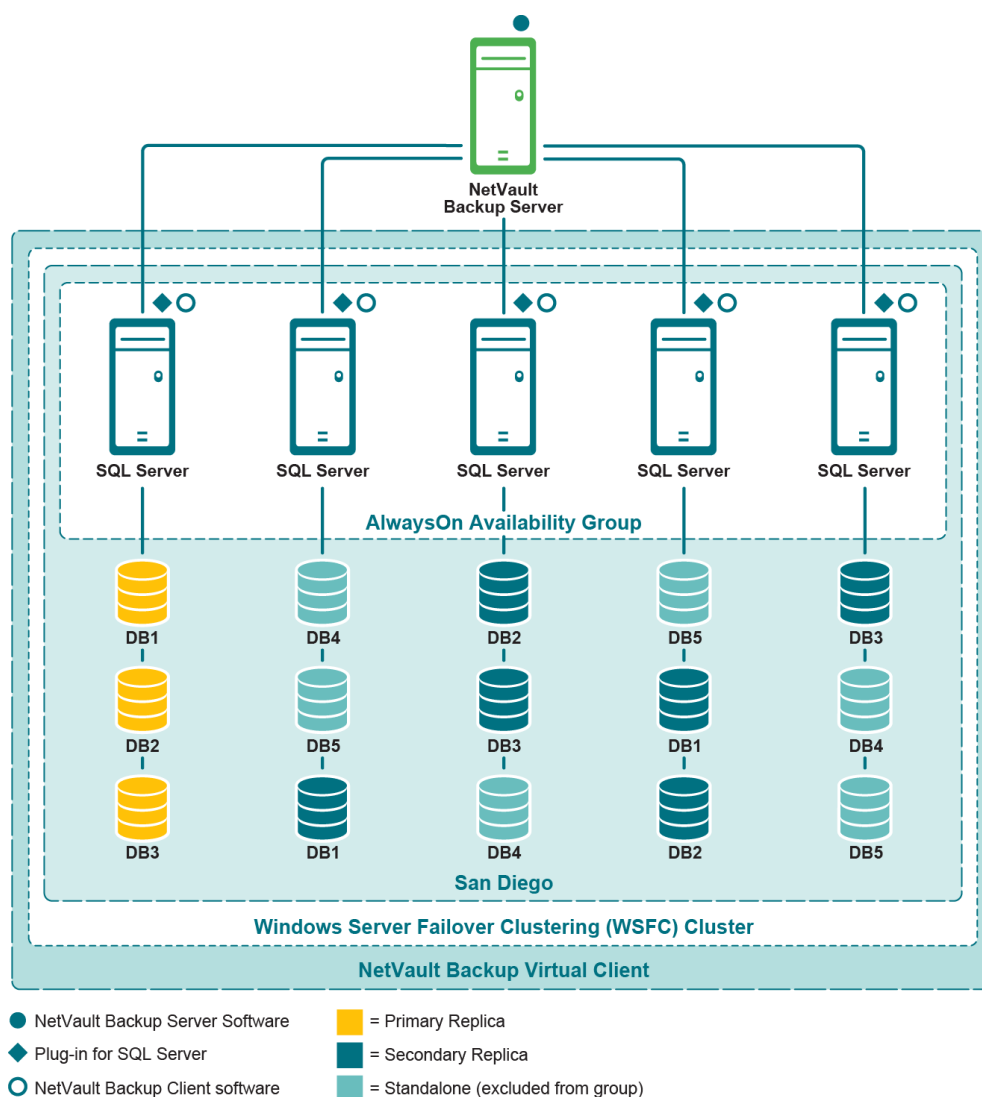 NetVault
Backup Server
SQL Server
SQL Server
SQL Server
SQL Server
SQL Server
AlwaysOn Availability Group
DB1
DB4
DB2
DB5
DB3
DB2
DB5
DB3
DB1
DB4
DB3
DB1
DB4
DB2
DB5
San Diego
Windows Server Failover Clustering (WSFC) Cluster
NetVault Backup Virtual Client
NetVault Backup Server Software
Plug-in for SQL Server
NetVault Backup Client software
= Primary Replica
= Secondary Replica
= Standalone (excluded from group)